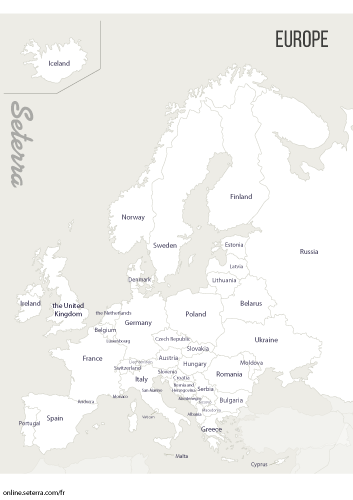 EUROPE
Iceland
Seterra
Finland
Norway
Sweden
Estonia
Russia
Latvia
Denmark
Lithuania
Ireland
the United
Kingdom
Belarus
the Netherlands
Poland
Germany
Belgium
Luxembourg
Czech Republic
Ukraine
Slovakia
France
Liechtenstein
Austria
Switzerland
Hungary
Moldova
Slovenia
Romania
Italy
Croatia
San Marino
Bosnia and
Herzegovina
Serbia
Monaco
Andorra
Montenegro
Kosovo
Bulgaria
Macedonia
Albania
Vatican
Portugal
Spain
Greece
Malta
Cyprus
online.seterra.com/fr